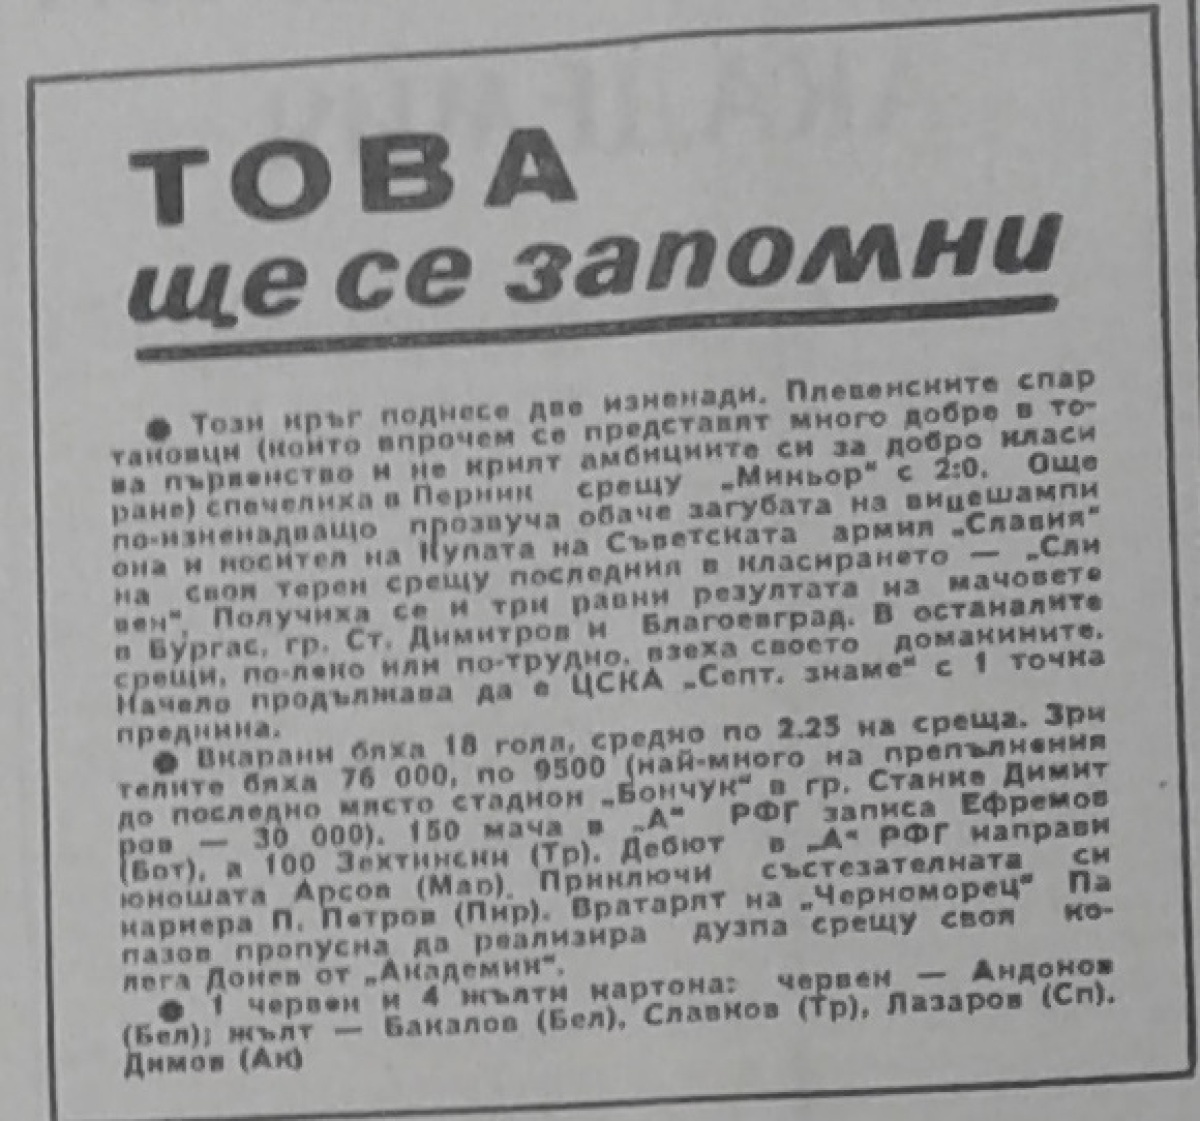 ТОВА
ще се запомни
● Този кръг поднесе две изненади. Плевенските спар
таковци (които впрочем се представят много добре в то-
ва първенство и не крият амбициите си за добро класи
ране) спечелиха в Перник срещу „Миньор“ с 2:0. Още
по-изненадващо прозвуча обаче загубата на вицешампи
она и носител на Купата на Съветската армия „Славия“
на своя терен срещу последния в класирането — „Сли
вен“. Получиха се и три равни резултата на мачовете
в Бургас, гр. Ст. Димитров и Благоевград. В останалите
срещи, по-леко или по-трудно, взеха своето домакините.
Начело продължава да е ЦСКА „Септ. знаме“ с 1 точка
преднина.
● Вкарани бяха 18 гола, средно по 2.25 на среща. Зри
телите бяха 76 000, по 9500 (най-много на препълнения
до последно място стадион „Бончук“ в гр. Станке Димит
ров — 30 000). 150 мача в „А“ РФГ записа Ефремов
(Бот), а 100 Зехтински (Тр). Дебют в „А“ РФГ направи
юношата Арсов (Мар). Приключи състезателната си
кариера П. Петров (Пир). Вратарят на „Черноморец“ Па
пазов пропусна да реализира дузпа срещу своя ко-
лега Донев от „Академик“.
● 1 червен и 4 жълти картона: червен — Андонов
(Бел); жълт — Бакалов (Бел), Славков (Тр), Лазаров (Сп).
Димов (Ак)